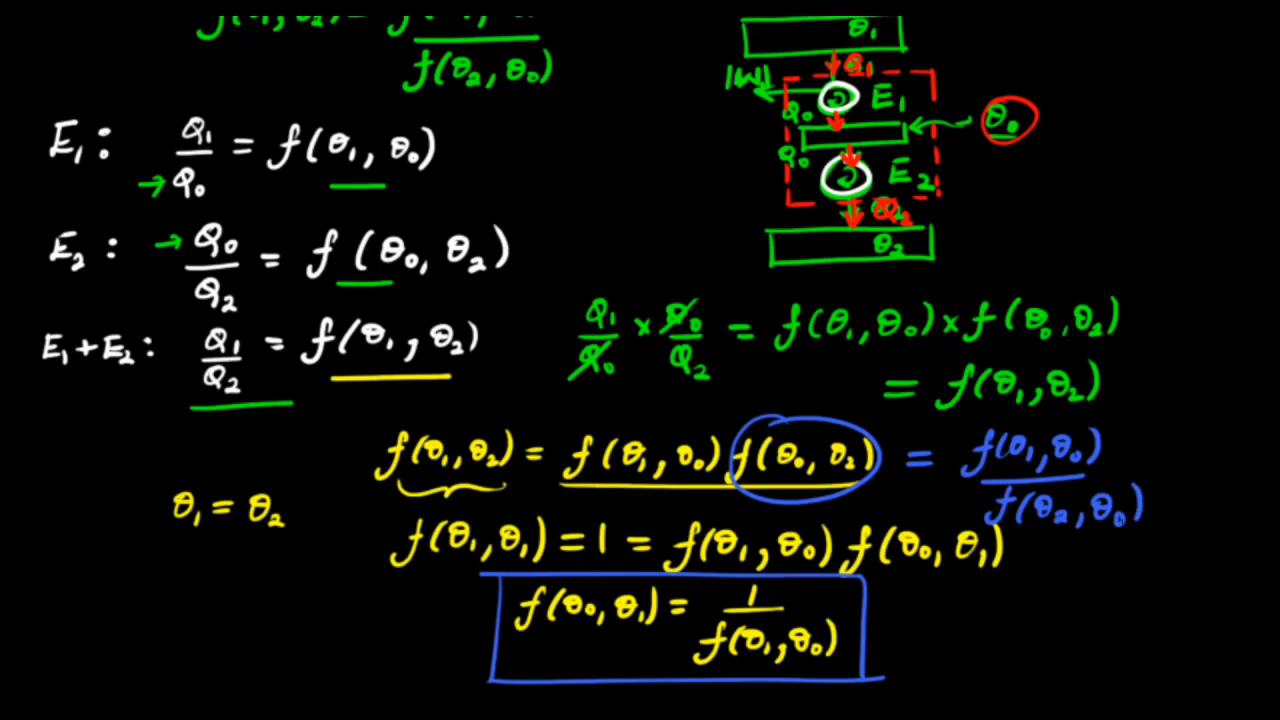 f(θ₂, θ₀)
θ₁
Q₁
|W|
E₁
Q₀
θ₀
Q₀
E₂
Q₂
θ₂
E₁: Q₁/Q₀ = f(θ₁, θ₀)
E₂: Q₀/Q₂ = f(θ₀, θ₂)
E₁+E₂: Q₁/Q₂ = f(θ₁, θ₂)
Q₁/Q₀ × Q₀/Q₂ = f(θ₁, θ₀) × f(θ₀, θ₂)
= f(θ₁, θ₂)
f(θ₁, θ₂) = f(θ₁, θ₀) f(θ₀, θ₂) = f(θ₁, θ₀)/f(θ₂, θ₀)
θ₁ = θ₂
f(θ₁, θ₁) = 1 = f(θ₁, θ₀) f(θ₀, θ₁)
f(θ₀, θ₁) = 1/f(θ₁, θ₀)